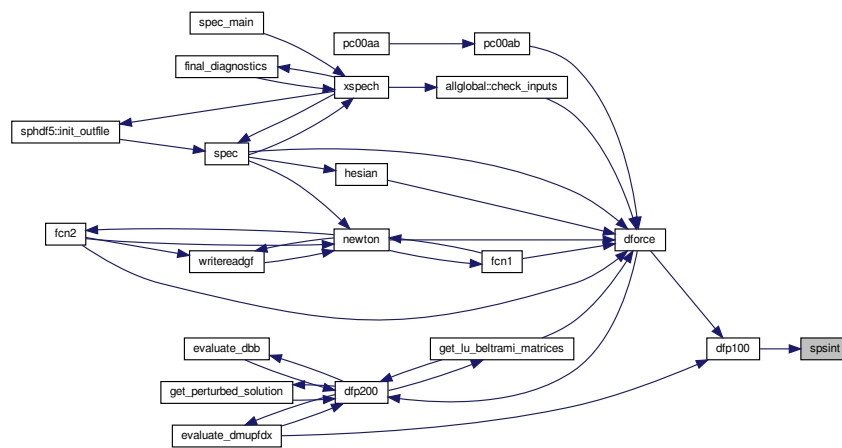 spec_main
pc00aa
pc00ab
final_diagnostics
xspech
allglobal::check_inputs
sphdf5::init_outfile
spec
hesian
fcn2
newton
dforce
writereadgf
fcn1
evaluate_dbb
get_lu_beltrami_matrices
dfp100
spsint
get_perturbed_solution
dfp200
evaluate_dmupfdx